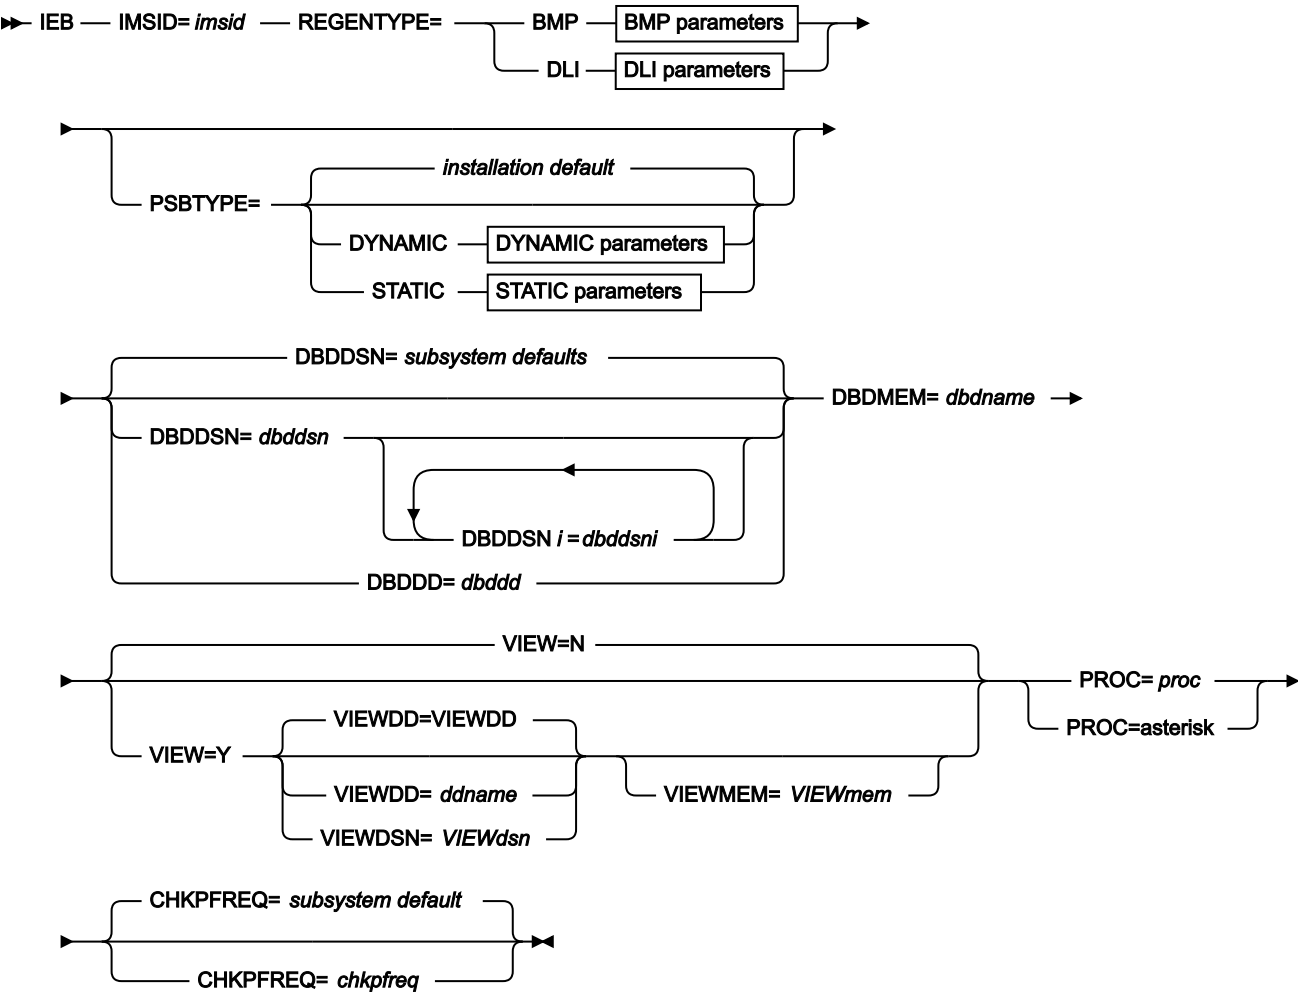 IEB IMSID= imsid REGENTYPE= BMP BMP parameters
DLI DLI parameters
installation default
PSBTYPE=
DYNAMIC DYNAMIC parameters
STATIC STATIC parameters
DBDDSN= subsystem defaults
DBDMEM= dbdname
DBDDSN= dbddsn
DBDDSN i =dbddsni
DBDDD= dbddd
VIEW=N
PROC= proc
VIEWDD=VIEWDD PROC=asterisk
VIEW=Y
VIEWDD= ddname VIEWMEM= VIEWmem
VIEWDSN= VIEWdsn
CHKPFREQ= subsystem default
CHKPFREQ= chkpfreq